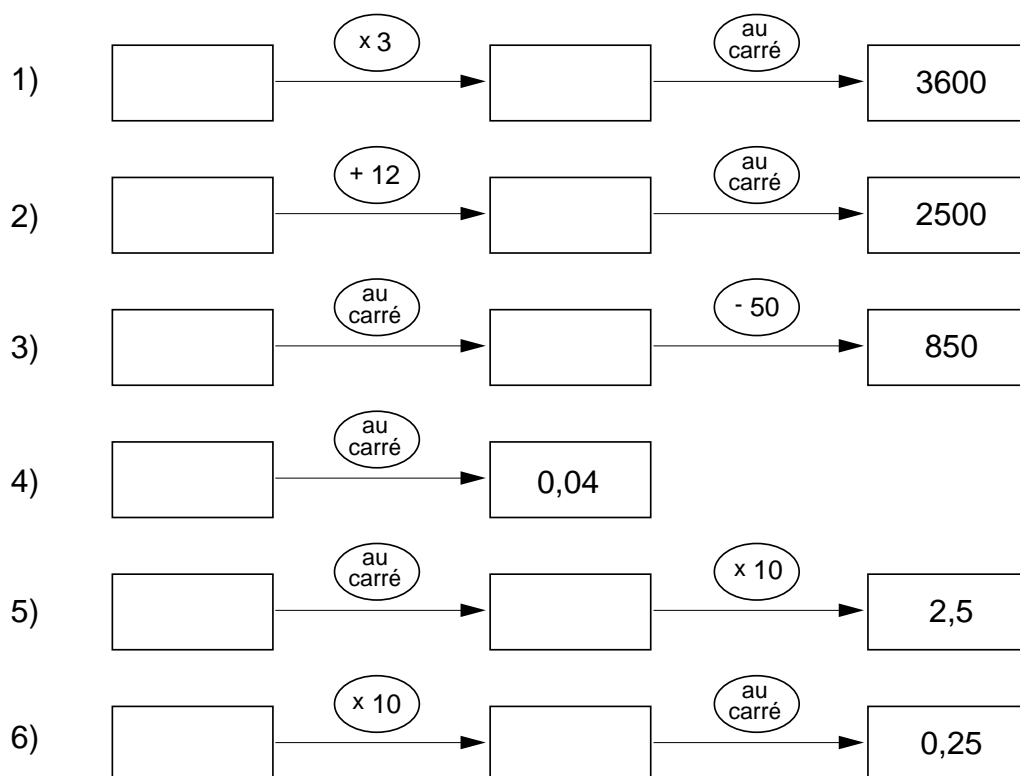 x 3
au
carré
1)
3600
+ 12
au
carré
2)
2500
au
carré
- 50
3)
850
au
carré
4)
0,04
au
carré
x 10
5)
2,5
x 10
au
carré
6)
0,25